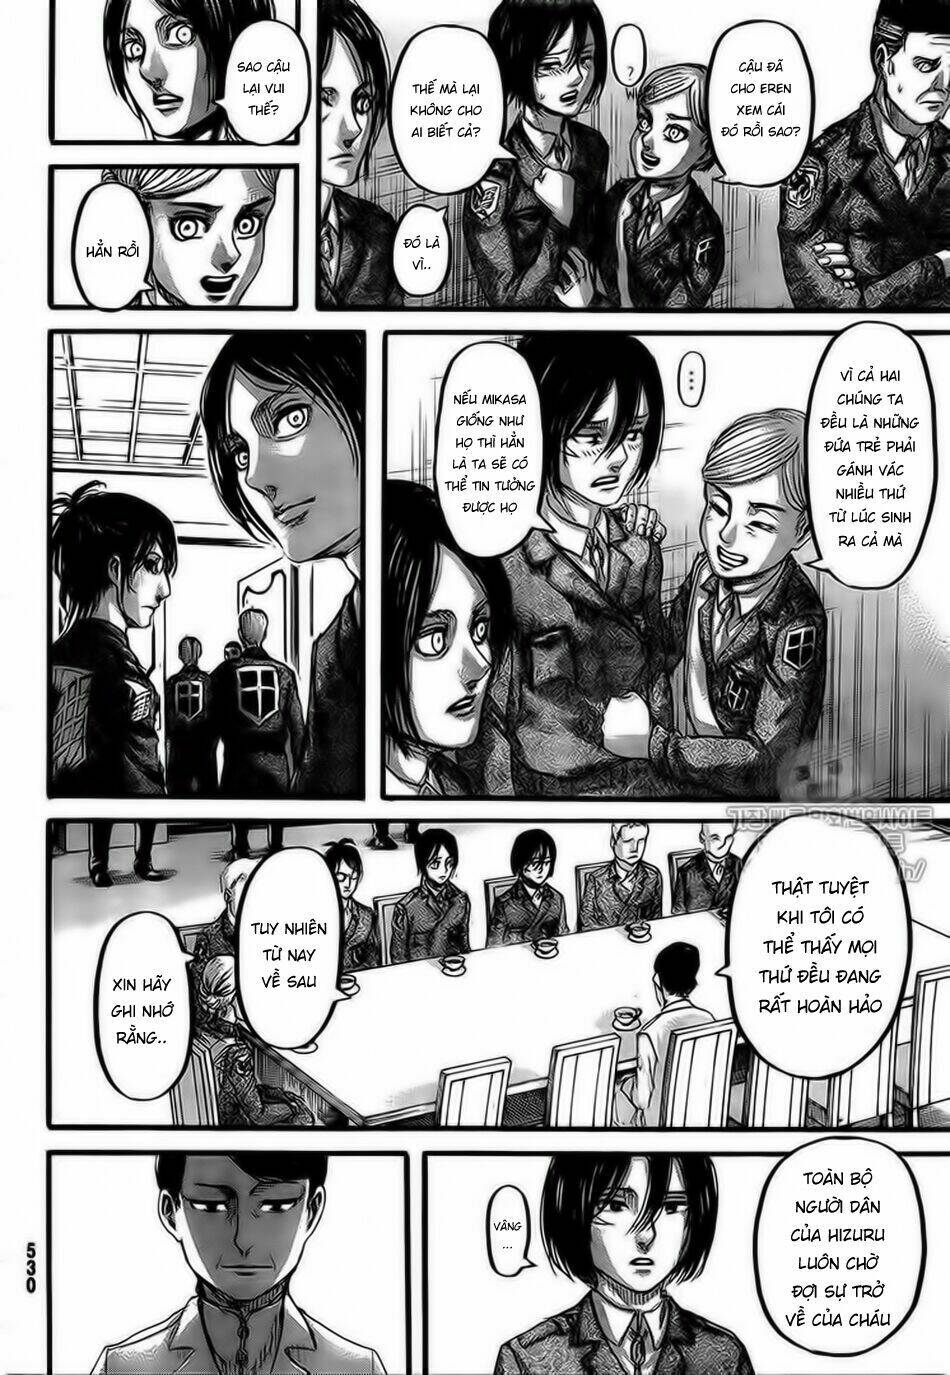 CẬU ĐÃ
CHO EREN
XEM CÁI
ĐÓ RỒI SAO?
?
THẾ MÀ LẠI
KHÔNG CHO
AI BIẾT CẢ?
ĐÓ LÀ
VÌ..
SAO CẬU
LẠI VUI
THẾ?
HẲN RỒI
VÌ CẢ HAI
CHÚNG TA
ĐỀU LÀ NHỮNG
ĐỨA TRẺ PHẢI
GÁNH VÁC
NHIỀU THỨ
TỪ LÚC SINH
RA CẢ MÀ
...
NẾU MIKASA
GIỐNG NHƯ
HỌ THÌ HẲN
LÀ TA SẼ CÓ
THỂ TIN TƯỞNG
ĐƯỢC HỌ
THẬT TUYỆT
KHI TÔI CÓ
THỂ THẤY MỌI
THỨ ĐỀU ĐANG
RẤT HOÀN HẢO
TUY NHIÊN
TỪ NAY
VỀ SAU
XIN HÃY
GHI NHỚ
RẰNG..
TOÀN BỘ
NGƯỜI DÂN
CỦA HIZURU
LUÔN CHỜ
ĐỢI SỰ TRỞ
VỀ CỦA CHÁU
VÂNG
...
530